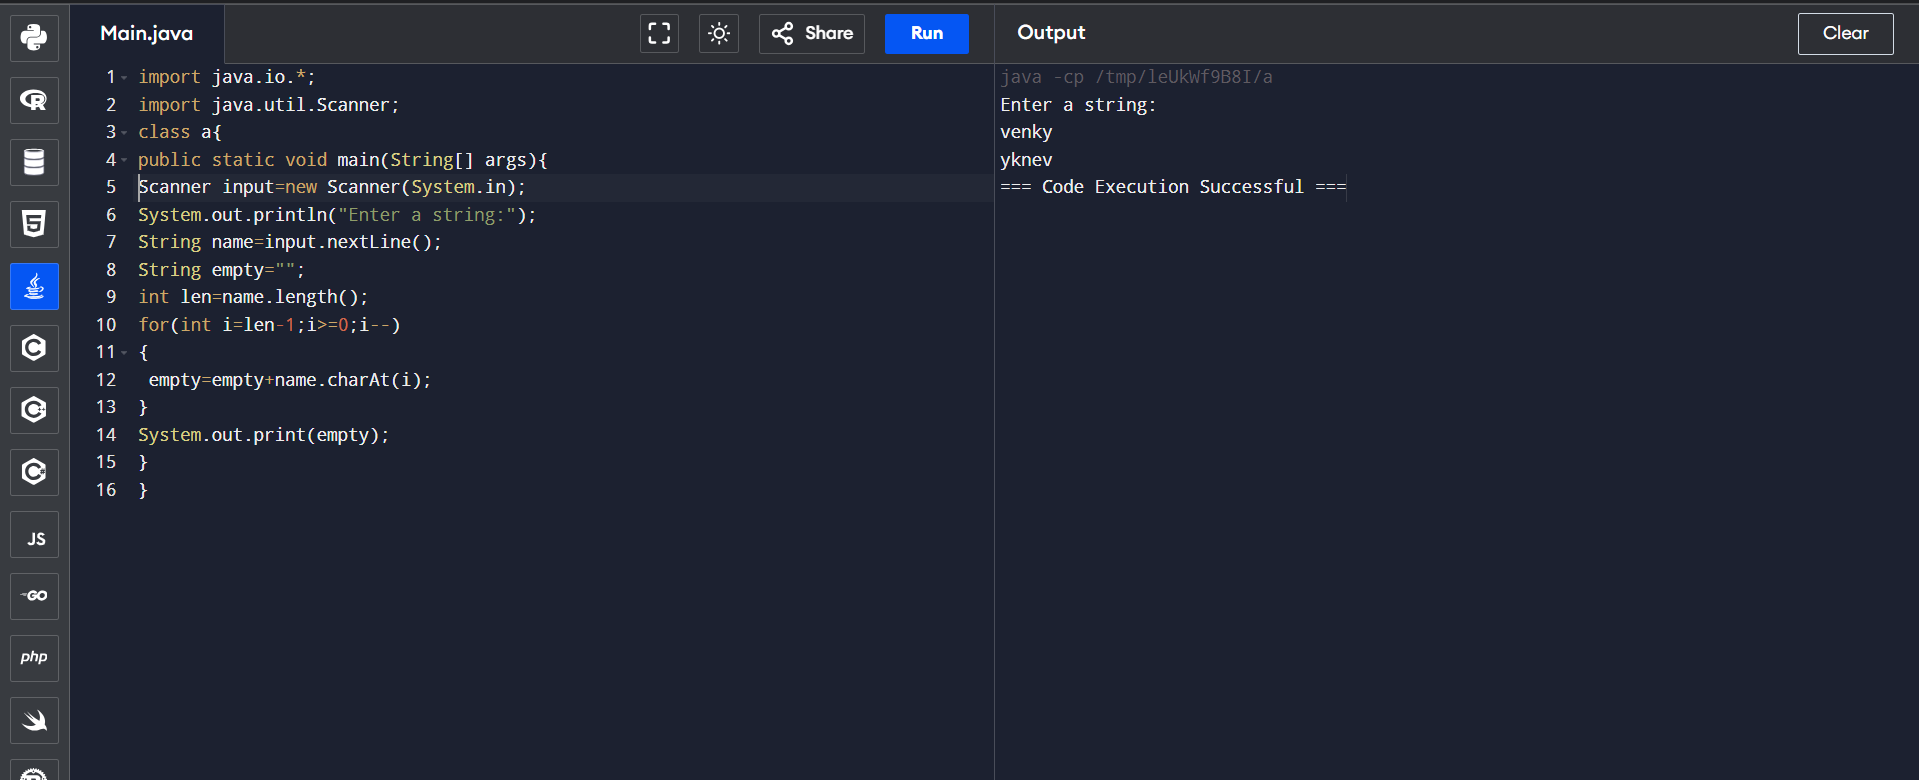 Main.java
Share
Run
Output
Clear
1 import java.io.*;
2 import java.util.Scanner;
3 class a{
4 public static void main(String[] args){
5 Scanner input=new Scanner(System.in);
6 System.out.println("Enter a string:");
7 String name=input.nextLine();
8 String empty="";
9 int len=name.length();
10 for(int i=len-1;i>=0;i--)
11 {
12  empty=empty+name.charAt(i);
13 }
14 System.out.print(empty);
15 }
16 }
java -cp /tmp/leUkWf9B8I/a
Enter a string:
venky
yknev
=== Code Execution Successful ===
R
5
C
C++
C#
JS
GO
php
R